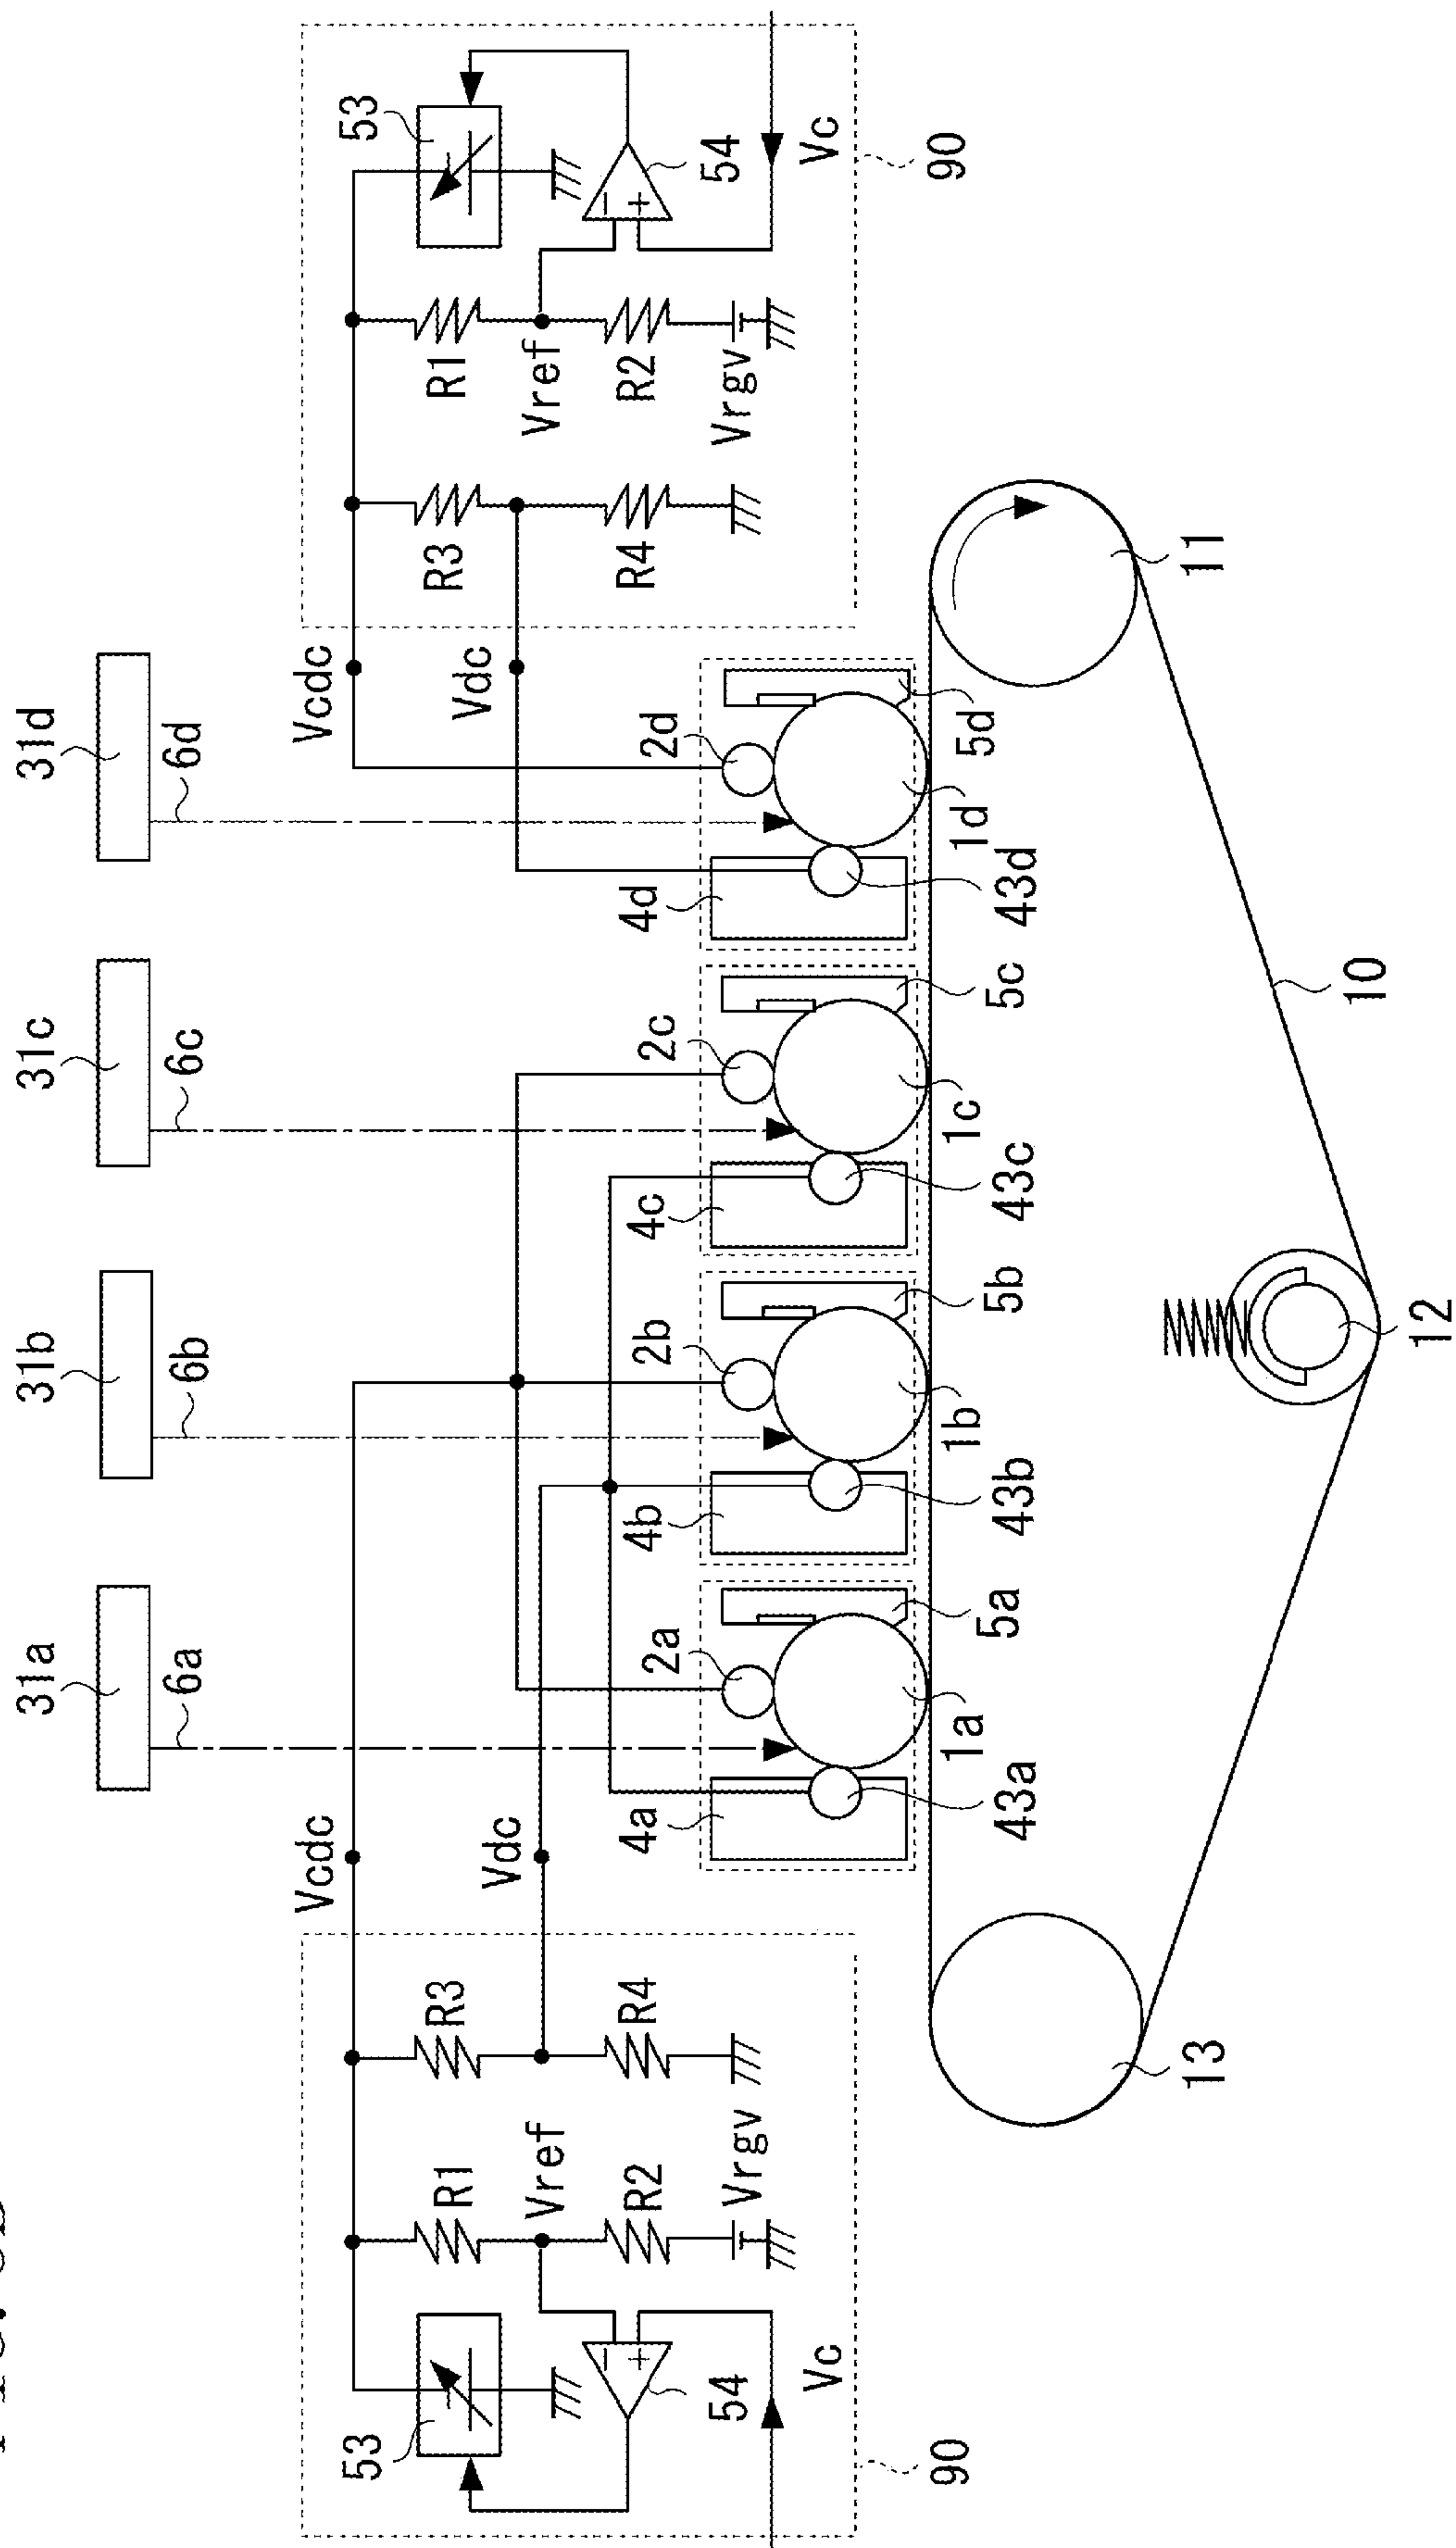 31a
31b
31c
31d
6a
6b
6c
6d
Vcdc
Vcdc
53
53
R1
R3
R3
R1
Vdc
Vdc
Vref
Vref
R2
R4
4a
2a
4b
2b
4c
2c
4d
2d
R4
R2
54
Vrgv
Vrgv
54
−
+
−
+
Vc
Vc
90
1a
1b
1c
1d
90
43a
5a
43b
5b
43c
5c
43d
5d
13
11
10
12